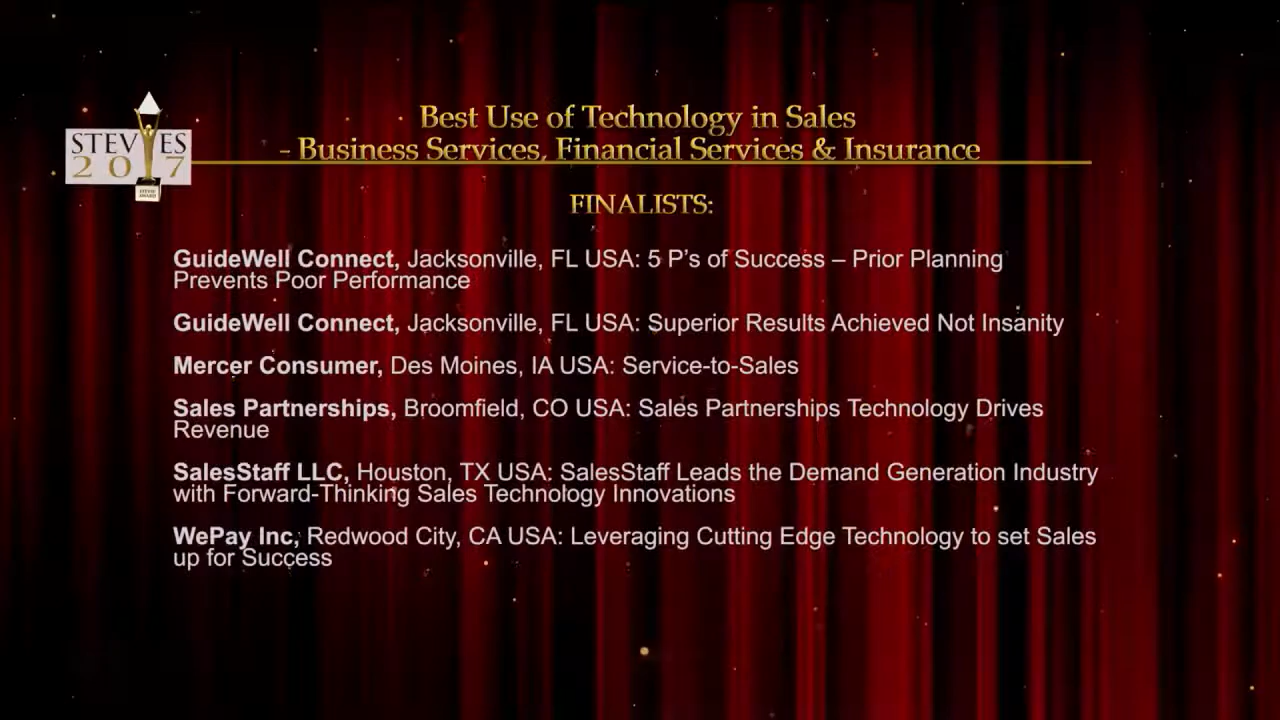 STEVIES
2017
Best Use of Technology in Sales
- Business Services, Financial Services & Insurance
FINALISTS:
GuideWell Connect, Jacksonville, FL USA: 5 P’s of Success – Prior Planning
Prevents Poor Performance
GuideWell Connect, Jacksonville, FL USA: Superior Results Achieved Not Insanity
Mercer Consumer, Des Moines, IA USA: Service-to-Sales
Sales Partnerships, Broomfield, CO USA: Sales Partnerships Technology Drives
Revenue
SalesStaff LLC, Houston, TX USA: SalesStaff Leads the Demand Generation Industry
with Forward-Thinking Sales Technology Innovations
WePay Inc, Redwood City, CA USA: Leveraging Cutting Edge Technology to set Sales
up for Success